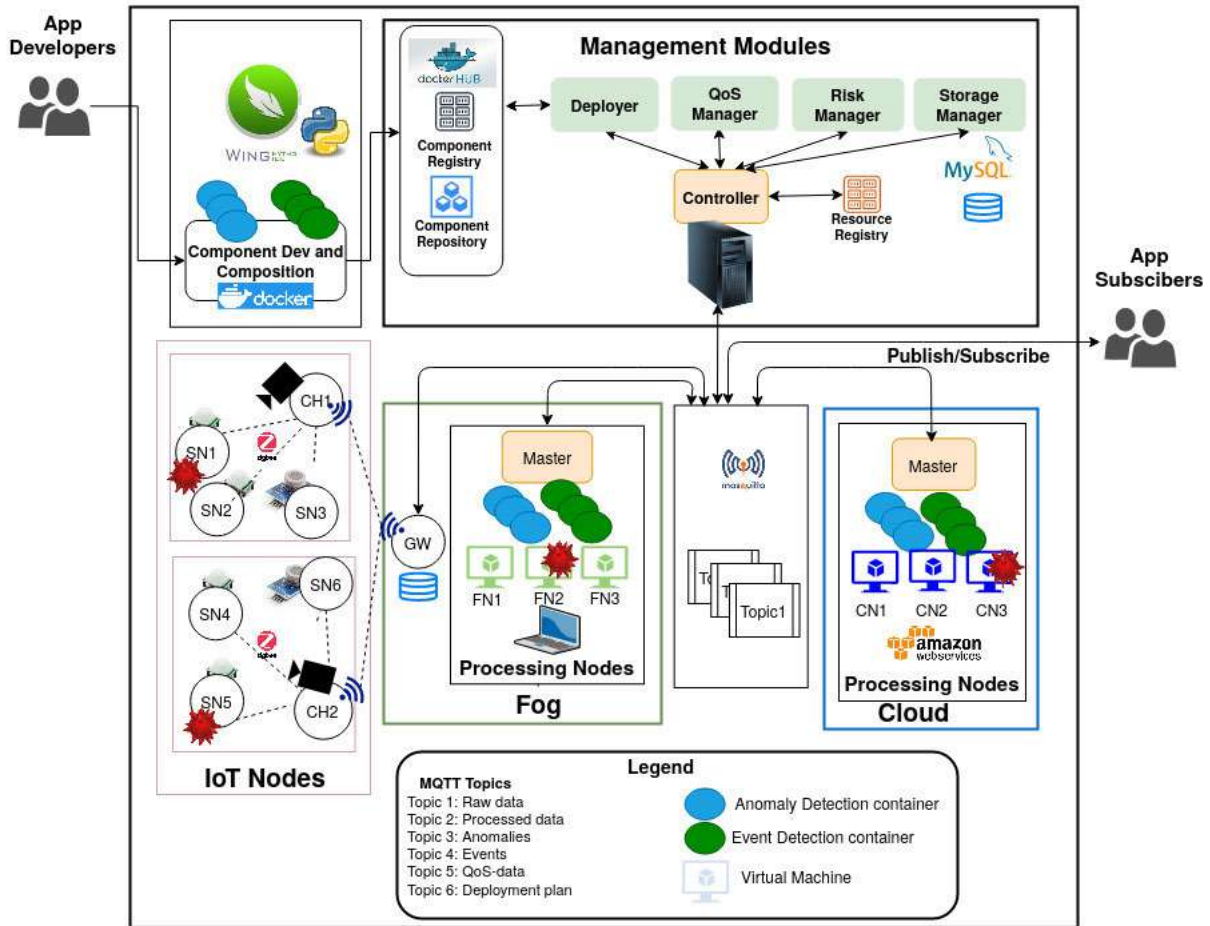 App
Developers
WING
docker HUB
Component
Registry
Component
Repository
Management Modules
Deployer
QoS
Manager
Risk
Manager
Storage
Manager
MySQL
Controller
Resource
Registry
Component Dev and
Composition
docker
App
Subscibers
Publish/Subscribe
CH1
SN1
SN2
SN3
SN6
SN4
SN5
CH2
IoT Nodes
GW
Master
FN1
FN2
FN3
Processing Nodes
Fog
Topic1
Master
CN1
CN2
CN3
amazon
webservices
Processing Nodes
Cloud
Legend
MQTT Topics
Topic 1: Raw data
Topic 2: Processed data
Topic 3: Anomalies
Topic 4: Events
Topic 5: QoS-data
Topic 6: Deployment plan
Anomaly Detection container
Event Detection container
Virtual Machine